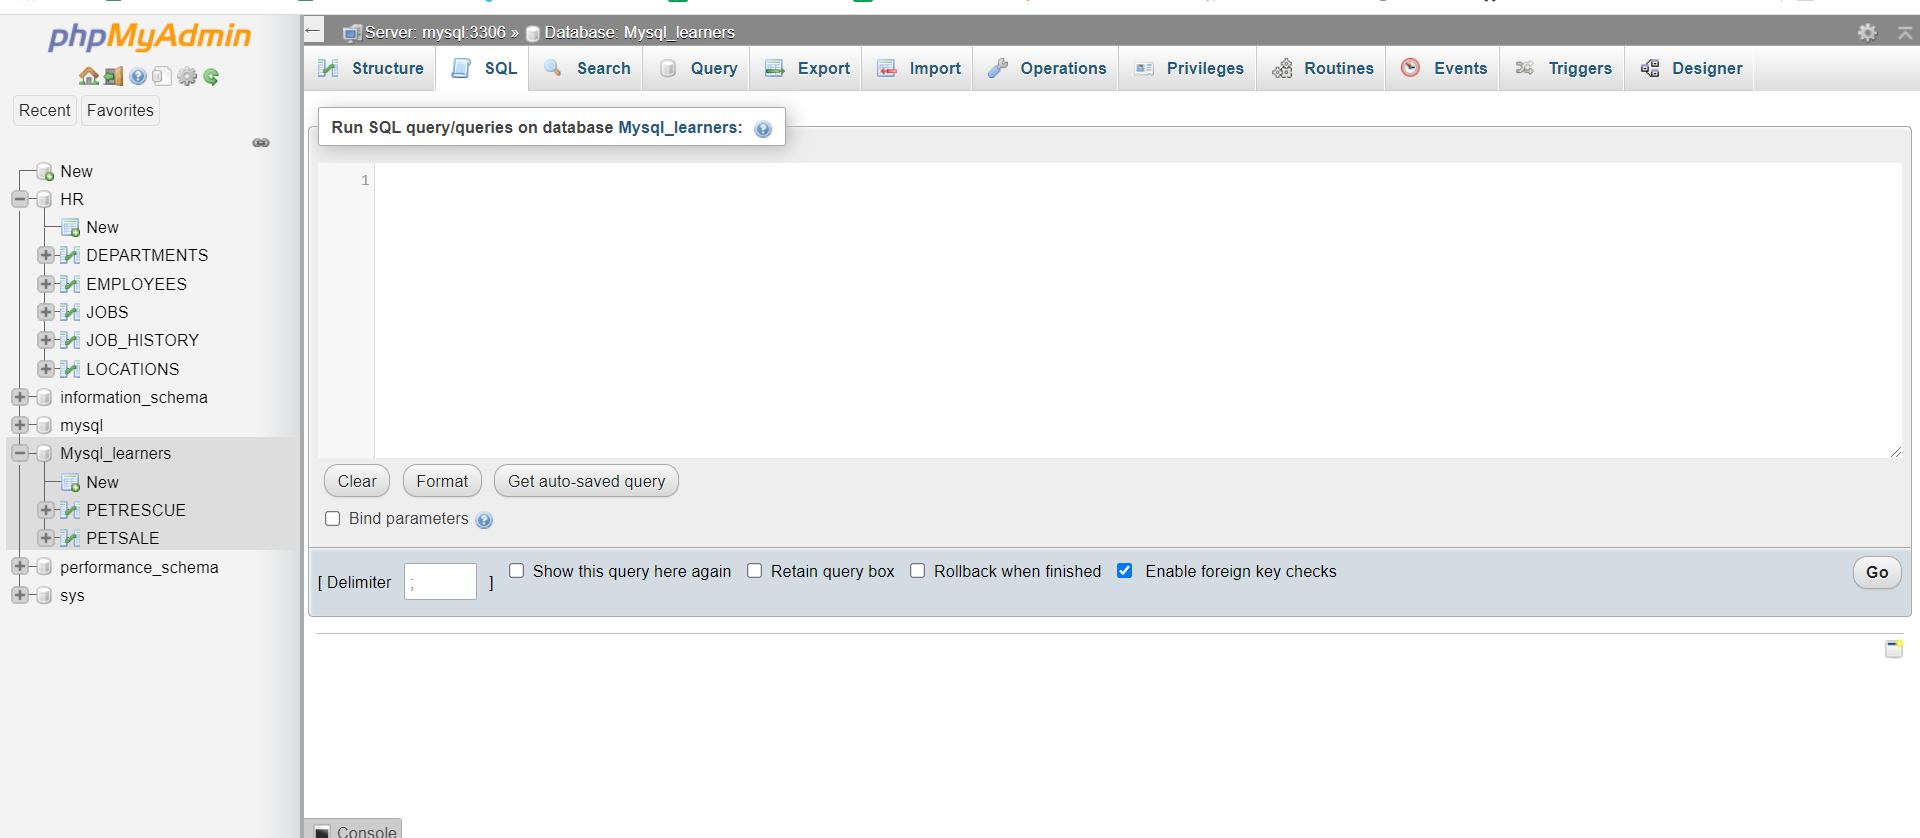 phpMyAdmin
Recent Favorites
New
HR
New
DEPARTMENTS
EMPLOYEES
JOBS
JOB_HISTORY
LOCATIONS
information_schema
mysql
Mysql_learners
New
PETRESCUE
PETSALE
performance_schema
sys
Server: mysql:3306 » Database: Mysql_learners
Structure SQL Search Query Export Import Operations Privileges Routines Events Triggers Designer
Run SQL query/queries on database Mysql_learners:
1
Clear Format Get auto-saved query
Bind parameters
[ Delimiter ; ] Show this query here again Retain query box Rollback when finished Enable foreign key checks Go
Console